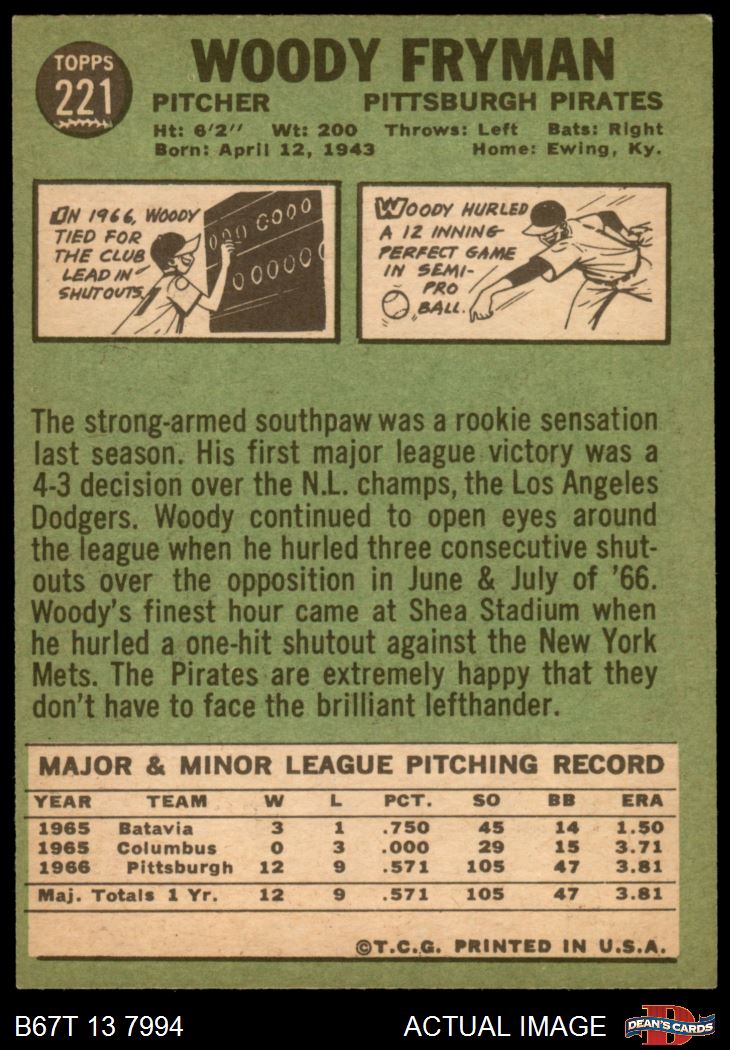 TOPPS
221
WOODY FRYMAN
PITCHER PITTSBURGH PIRATES
Ht: 6'2" Wt: 200 Throws: Left Bats: Right
Born: April 12, 1943 Home: Ewing, Ky.
IN 1966, WOODY
TIED FOR
THE CLUB
LEAD IN
SHUTOUTS.
WOODY HURLED
A 12 INNING
PERFECT GAME
IN SEMI-
PRO
BALL.
The strong-armed southpaw was a rookie sensation
last season. His first major league victory was a
4-3 decision over the N.L. champs, the Los Angeles
Dodgers. Woody continued to open eyes around
the league when he hurled three consecutive shut-
outs over the opposition in June & July of '66.
Woody's finest hour came at Shea Stadium when
he hurled a one-hit shutout against the New York
Mets. The Pirates are extremely happy that they
don't have to face the brilliant lefthander.
MAJOR & MINOR LEAGUE PITCHING RECORD
YEAR TEAM W L PCT. SO BB ERA
1965 Batavia 3 1 .750 45 14 1.50
1965 Columbus 0 3 .000 29 15 3.71
1966 Pittsburgh 12 9 .571 105 47 3.81
Maj. Totals 1 Yr. 12 9 .571 105 47 3.81
©T.C.G. PRINTED IN U.S.A.
B67T 13 7994 ACTUAL IMAGE
D
DEAN'S CARDS